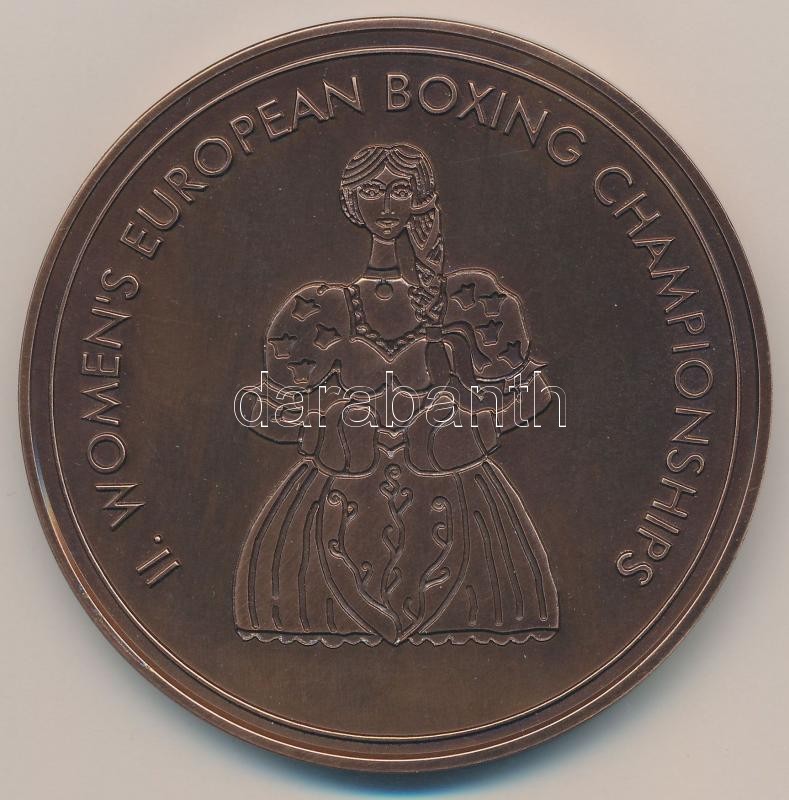 II. WOMEN'S EUROPEAN BOXING CHAMPIONSHIPS
darabanth